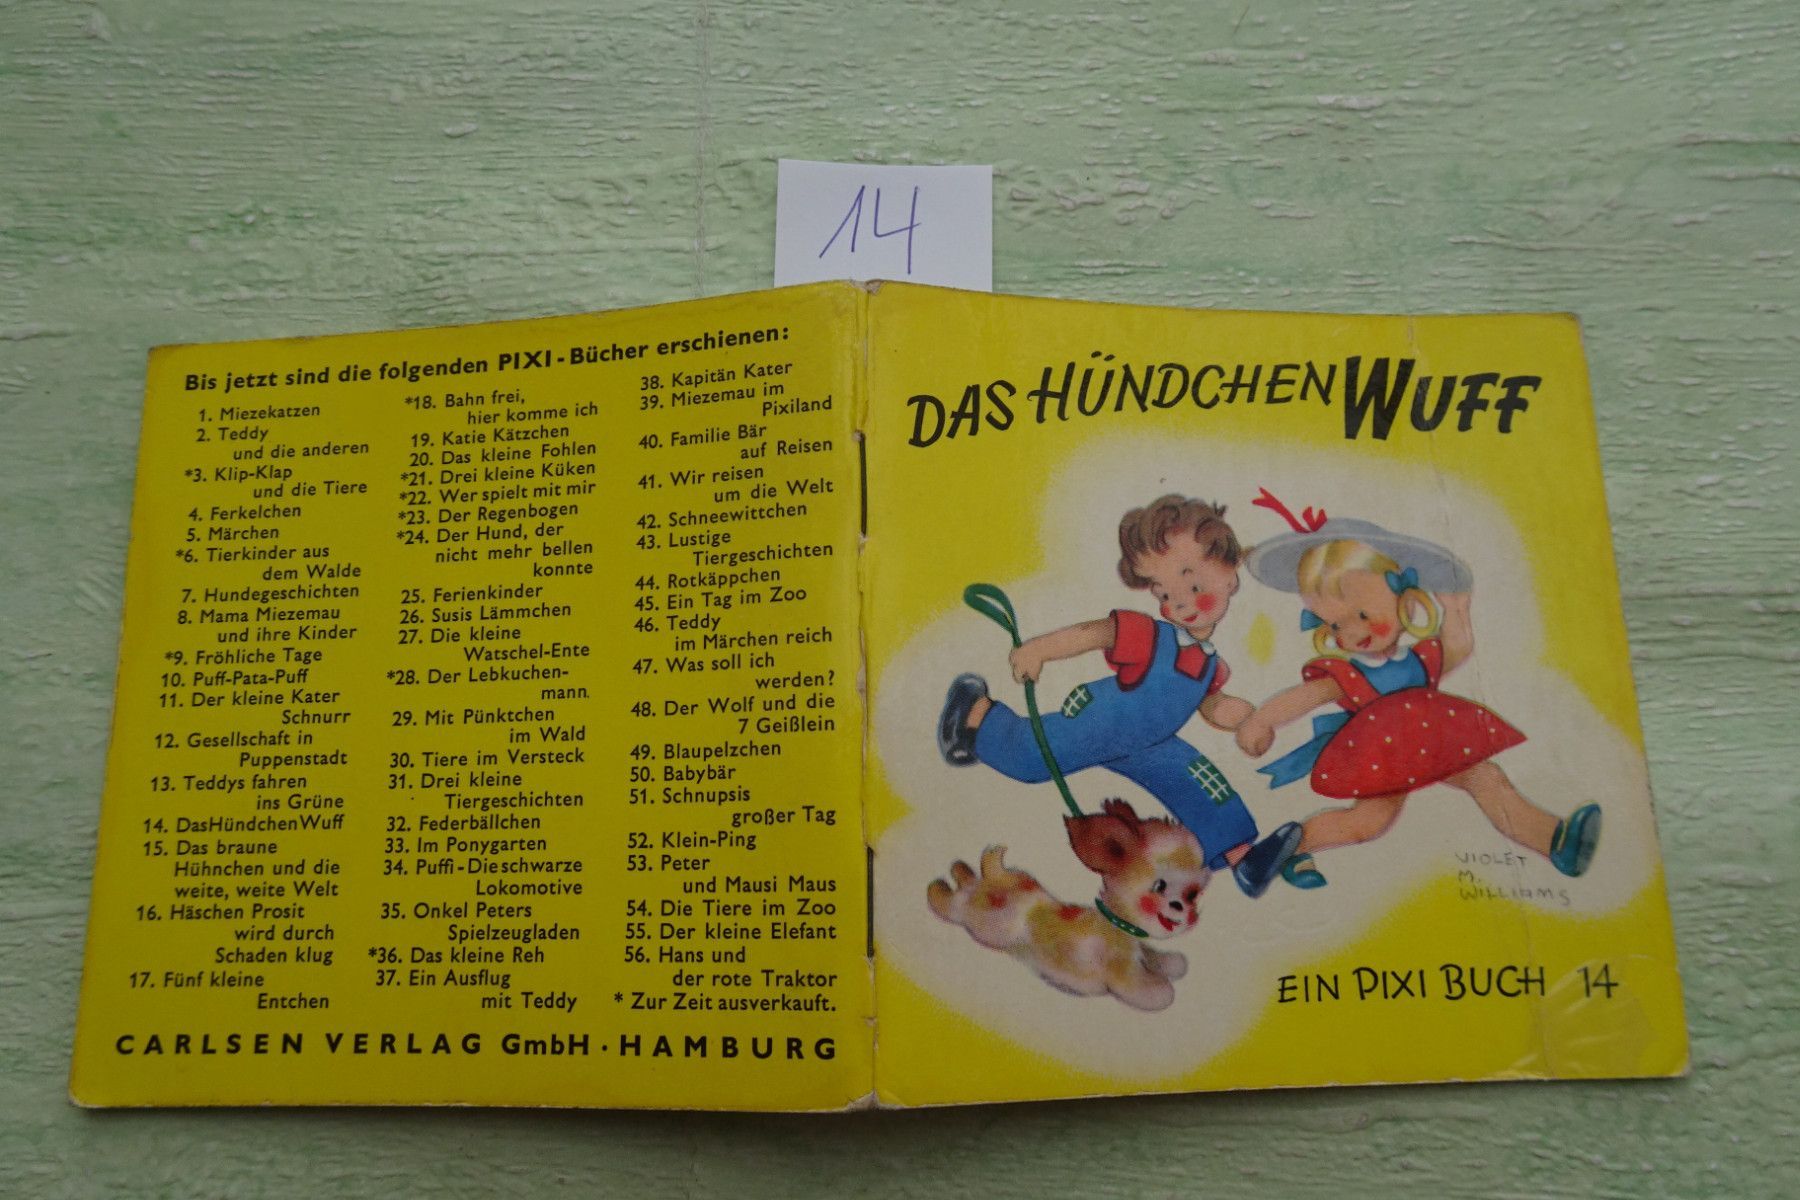 14
Bis jetzt sind die folgenden PIXI-Bücher erschienen:
1. Miezekatzen
2. Teddy
und die anderen
*3. Klip-Klap
und die Tiere
4. Ferkelchen
5. Märchen
*6. Tierkinder aus
dem Walde
7. Hundegeschichten
8. Mama Miezemau
und ihre Kinder
*9. Fröhliche Tage
10. Puff-Pata-Puff
11. Der kleine Kater
Schnurr
12. Gesellschaft in
Puppenstadt
13. Teddys fahren
ins Grüne
14. Das Hündchen Wuff
15. Das braune
Hühnchen und die
weite, weite Welt
16. Häschen Prosit
wird durch
Schaden klug
17. Fünf kleine
Entchen
*18. Bahn frei,
hier komme ich
19. Katie Kätzchen
20. Das kleine Fohlen
*21. Drei kleine Küken
*22. Wer spielt mit mir
*23. Der Regenbogen
*24. Der Hund, der
nicht mehr bellen
konnte
25. Ferienkinder
26. Susis Lämmchen
27. Die kleine
Watschel-Ente
*28. Der Lebkuchen-
mann
29. Mit Pünktchen
im Wald
30. Tiere im Versteck
31. Drei kleine
Tiergeschichten
32. Federbällchen
33. Im Ponygarten
34. Puffi - Die schwarze
Lokomotive
35. Onkel Peters
Spielzeugladen
*36. Das kleine Reh
37. Ein Ausflug
mit Teddy
38. Kapitän Kater
39. Miezemau im
Pixiland
40. Familie Bär
auf Reisen
41. Wir reisen
um die Welt
42. Schneewittchen
43. Lustige
Tiergeschichten
44. Rotkäppchen
45. Ein Tag im Zoo
46. Teddy
im Märchen reich
47. Was soll ich
werden?
48. Der Wolf und die
7 Geißlein
49. Blaupelzchen
50. Babybär
51. Schnupsis
großer Tag
52. Klein-Ping
53. Peter
und Mausi Maus
54. Die Tiere im Zoo
55. Der kleine Elefant
56. Hans und
der rote Traktor
* Zur Zeit ausverkauft.
CARLSEN VERLAG GmbH · HAMBURG
DAS HÜNDCHEN WUFF
VIOLET
M.
WILLIAMS
EIN PIXI BUCH 14